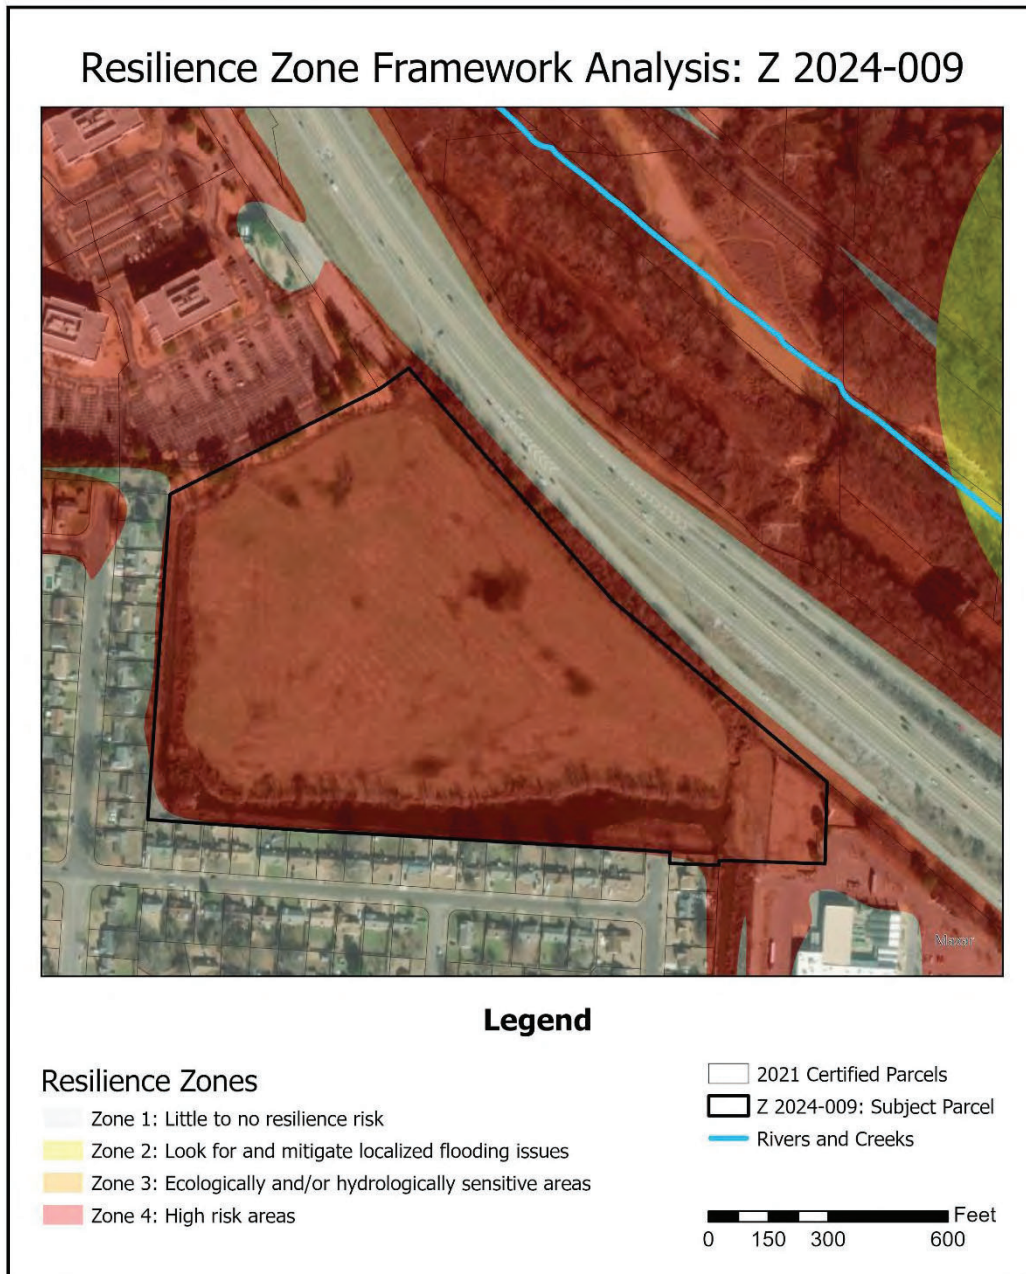 Resilience Zone Framework Analysis: Z 2024-009
Maxar
Legend
Resilience Zones
Zone 1: Little to no resilience risk
Zone 2: Look for and mitigate localized flooding issues
Zone 3: Ecologically and/or hydrologically sensitive areas
Zone 4: High risk areas
2021 Certified Parcels
Z 2024-009: Subject Parcel
Rivers and Creeks
Feet
0 150 300 600